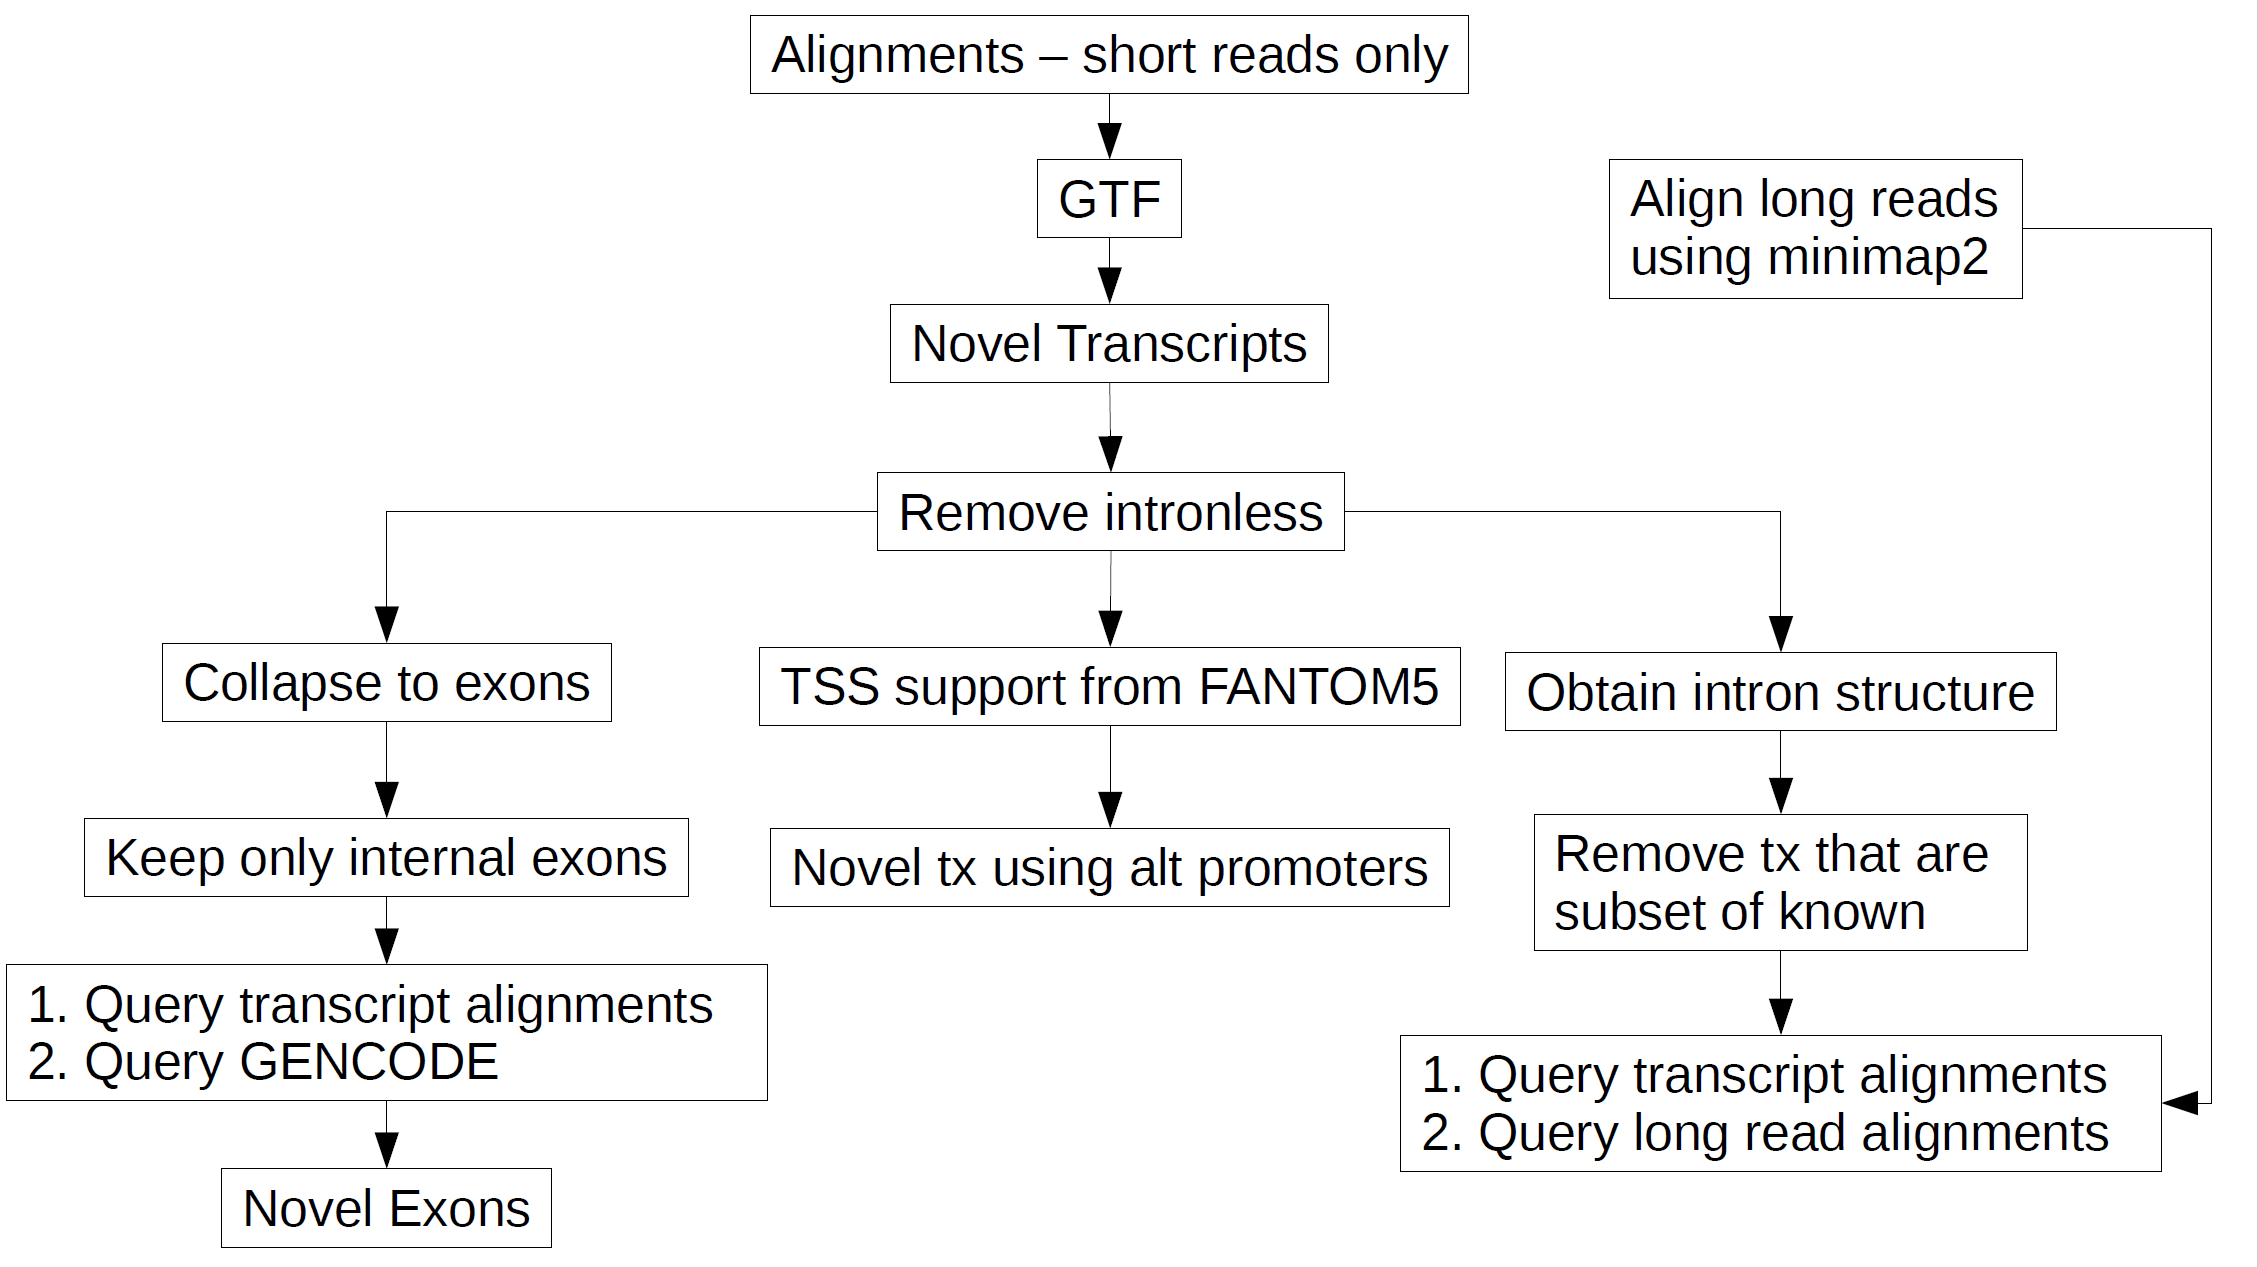 Alignments – short reads only
GTF
Align long reads
using minimap2
Novel Transcripts
Remove intronless
Collapse to exons
TSS support from FANTOM5
Obtain intron structure
Keep only internal exons
Novel tx using alt promoters
Remove tx that are
subset of known
1. Query transcript alignments
2. Query GENCODE
1. Query transcript alignments
2. Query long read alignments
Novel Exons